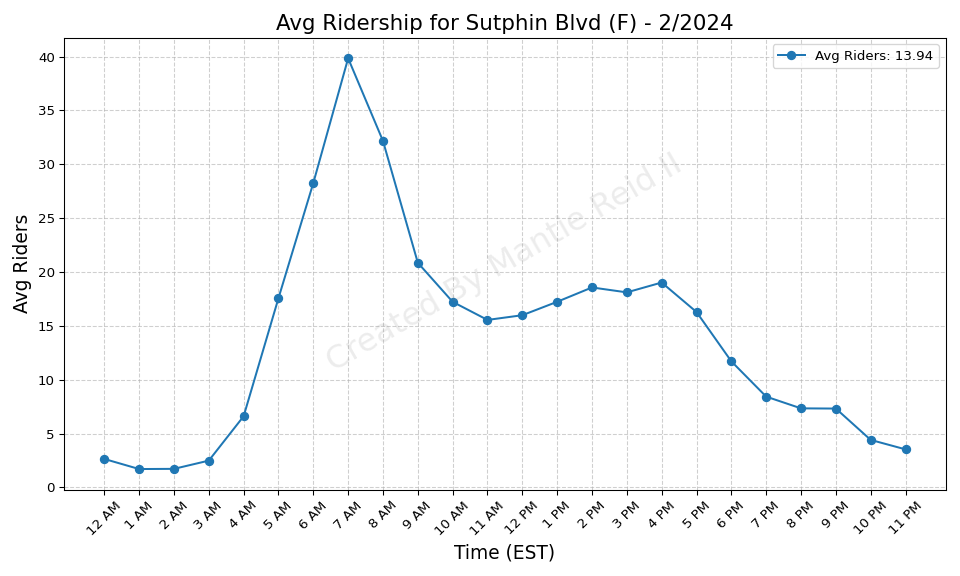 Avg Ridership for Sutphin Blvd (F) - 2/2024
Avg Riders: 13.94
Avg Riders
40
35
30
25
20
15
10
5
0
Created By Mantle Reid II
12 AM
1 AM
2 AM
3 AM
4 AM
5 AM
6 AM
7 AM
8 AM
9 AM
10 AM
11 AM
12 PM
1 PM
2 PM
3 PM
4 PM
5 PM
6 PM
7 PM
8 PM
9 PM
10 PM
11 PM
Time (EST)